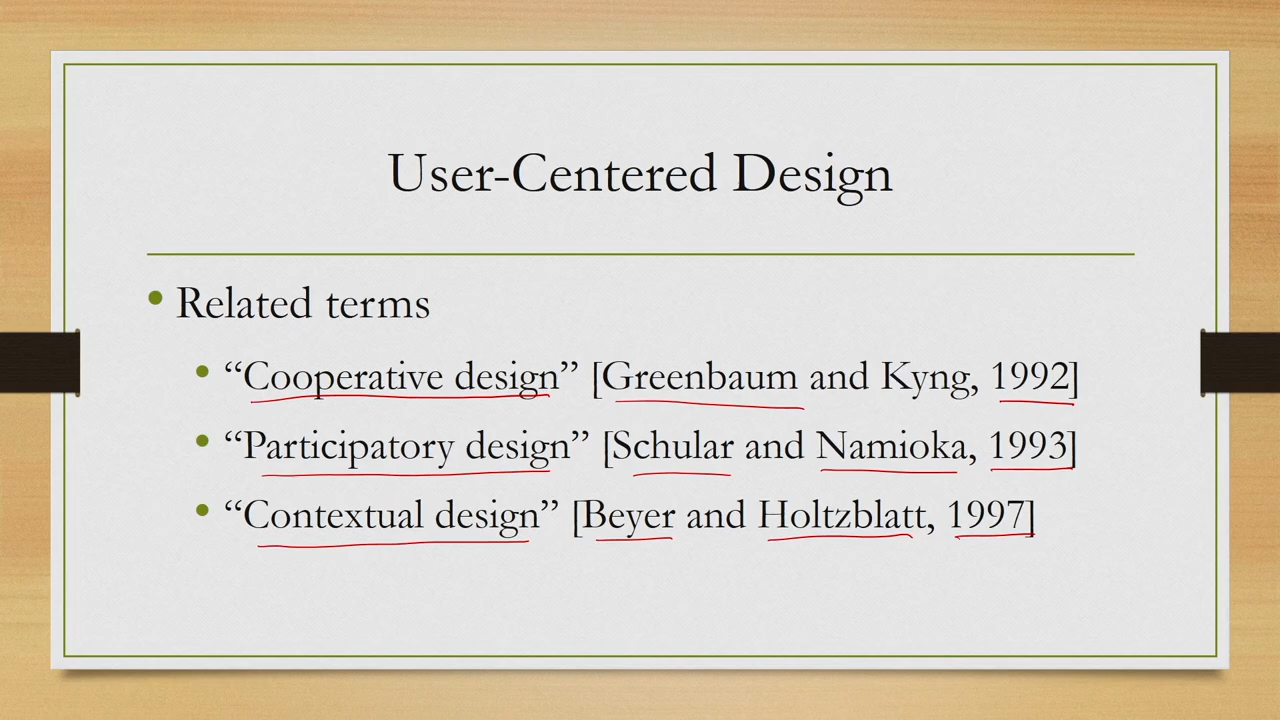 User-Centered Design
• Related terms
• “Cooperative design” [Greenbaum and Kyng, 1992]
• “Participatory design” [Schular and Namioka, 1993]
• “Contextual design” [Beyer and Holtzblatt, 1997]